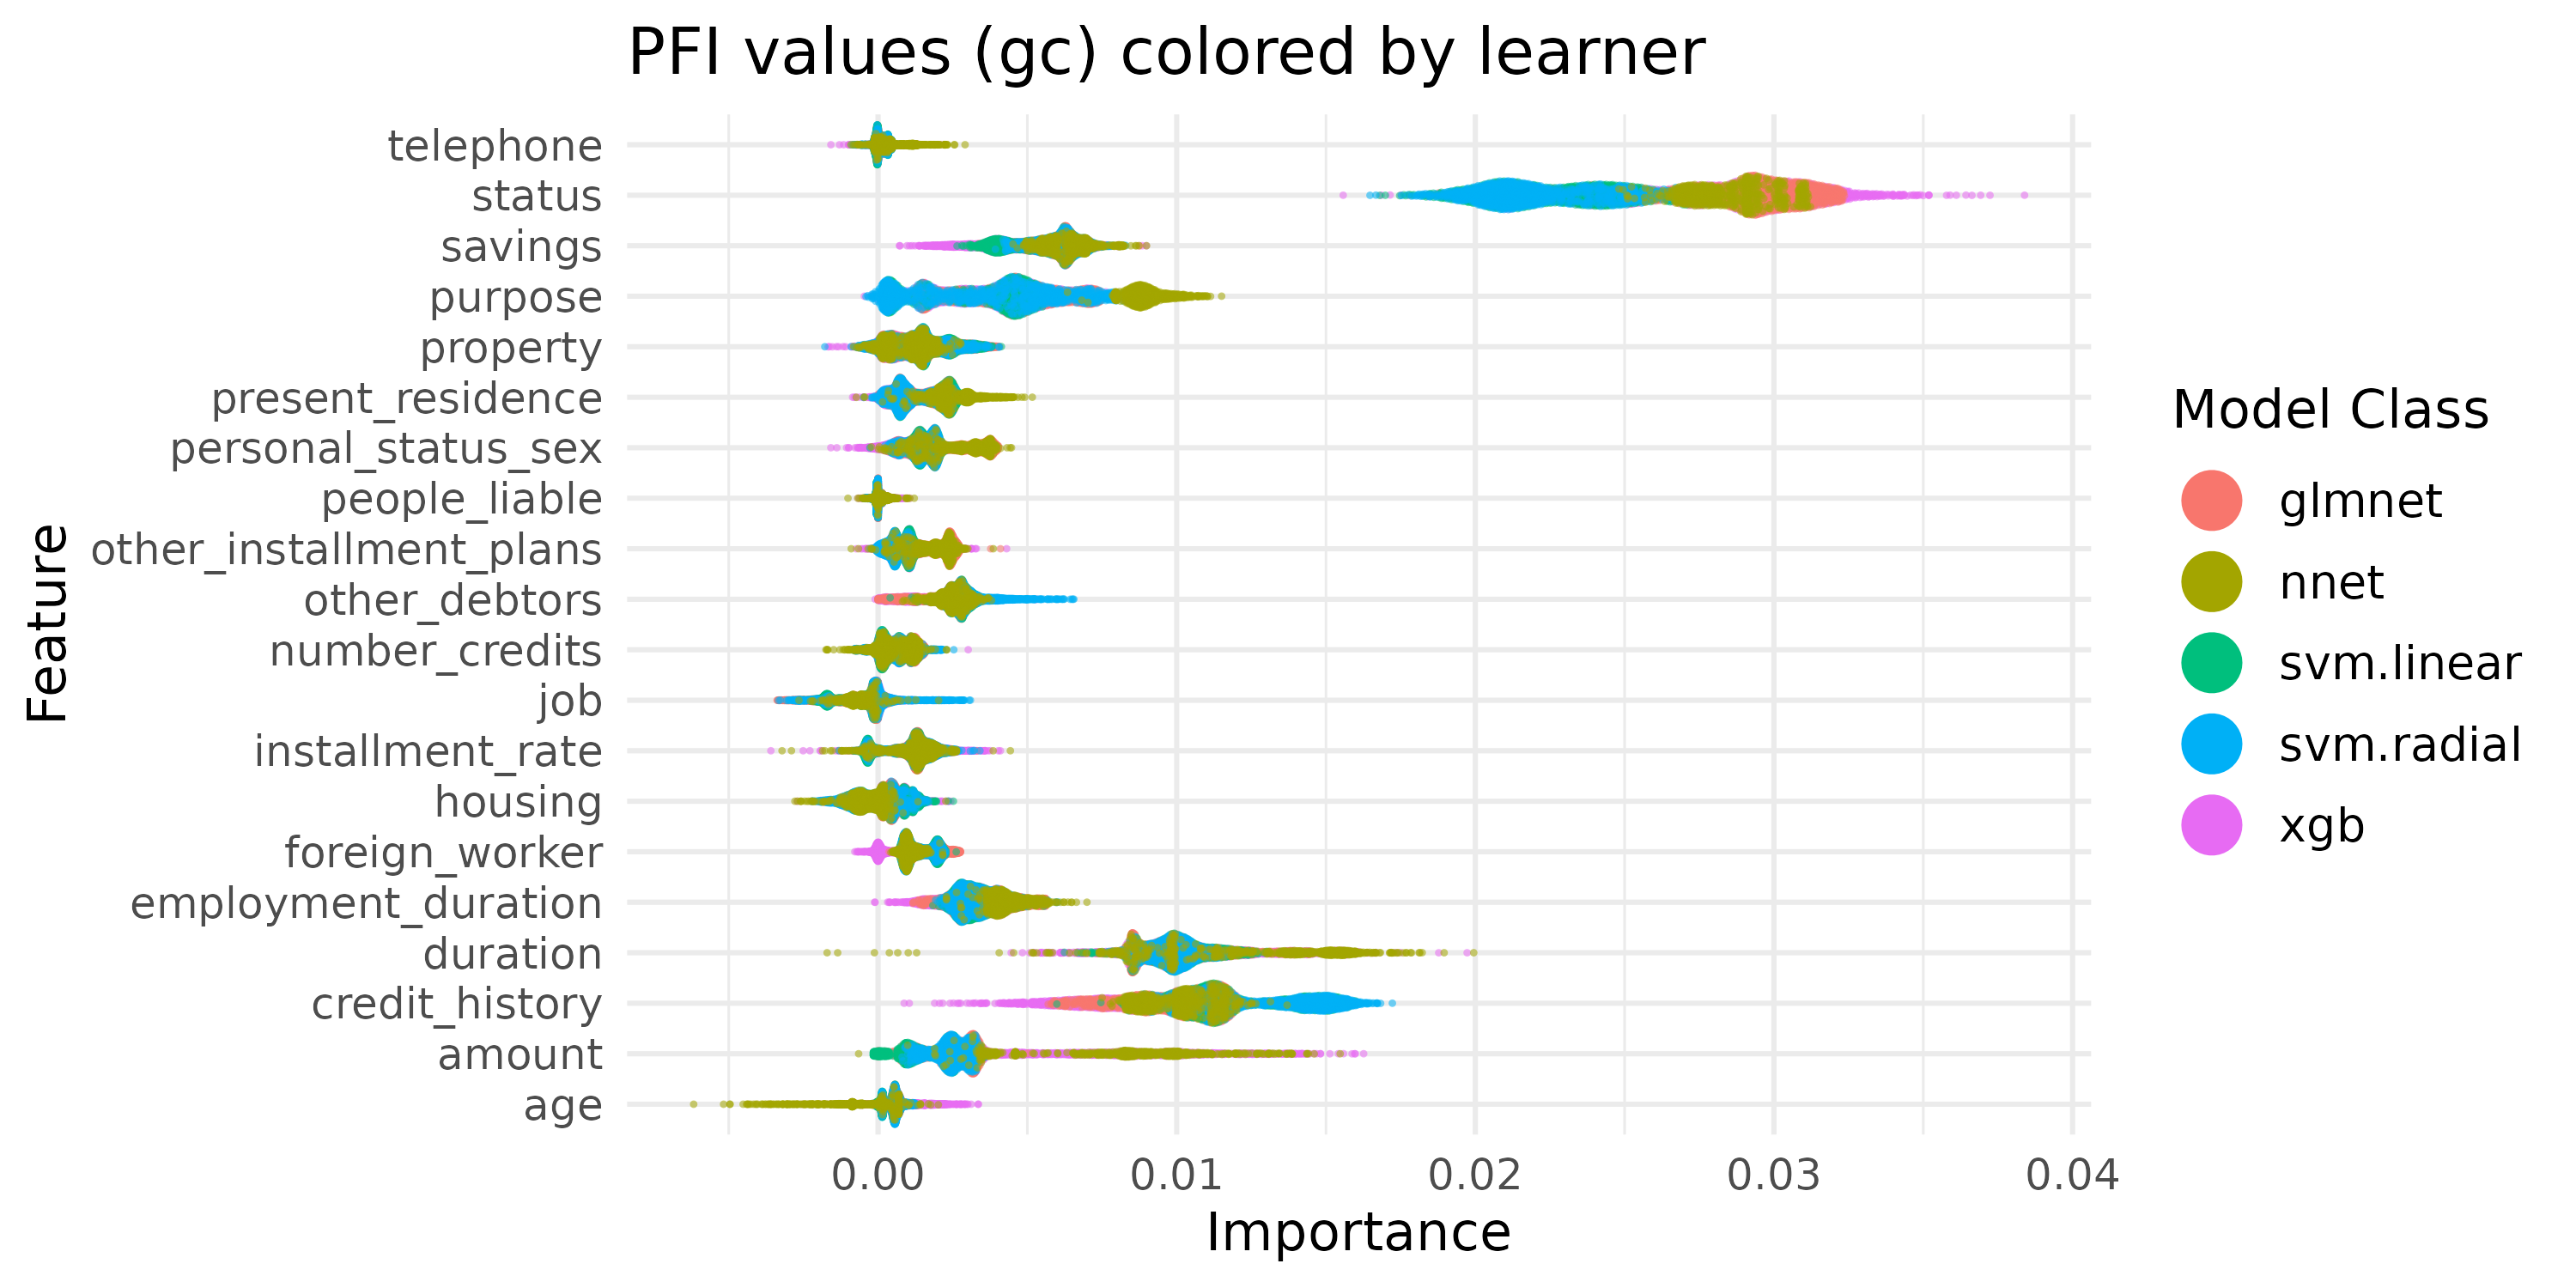 PFI values (gc) colored by learner
Feature
telephone
status
savings
purpose
property
present_residence
personal_status_sex
people_liable
other_installment_plans
other_debtors
number_credits
job
installment_rate
housing
foreign_worker
employment_duration
duration
credit_history
amount
age
0.00 0.01 0.02 0.03 0.04
Importance
Model Class
glmnet
nnet
svm.linear
svm.radial
xgb